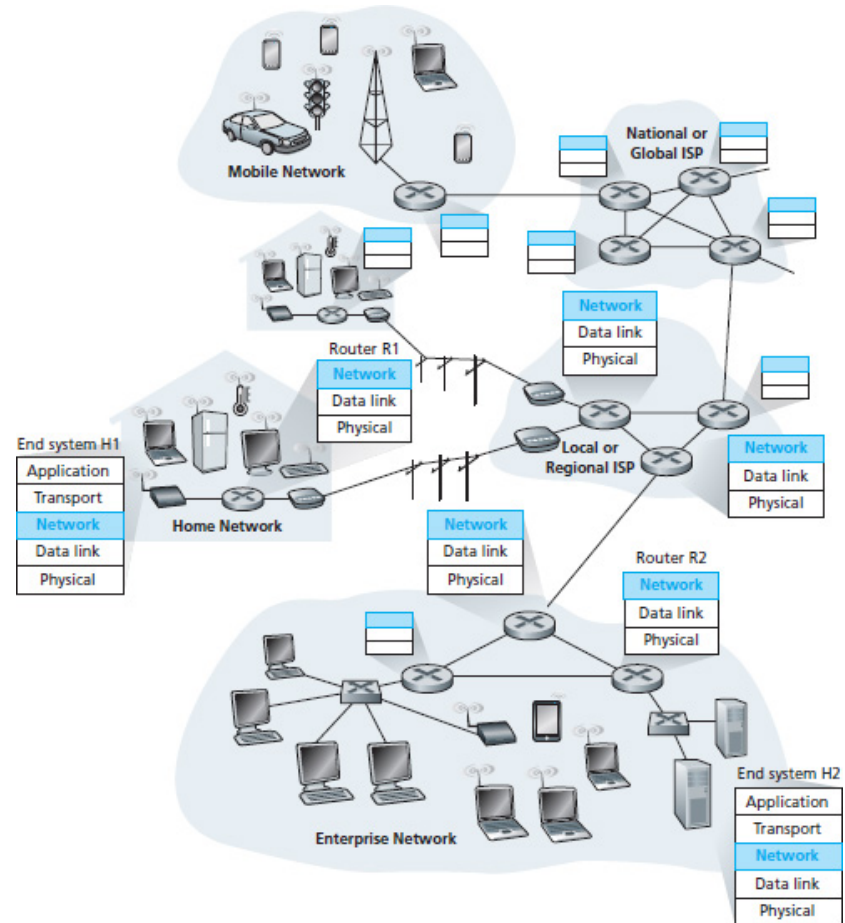 Mobile Network
National or
Global ISP
Network
Data link
Physical
Router R1
Network
Data link
Physical
End system H1
Application
Transport
Network
Data link
Physical
Home Network
Local or
Regional ISP
Network
Data link
Physical
Network
Data link
Physical
Router R2
Network
Data link
Physical
Enterprise Network
End system H2
Application
Transport
Network
Data link
Physical